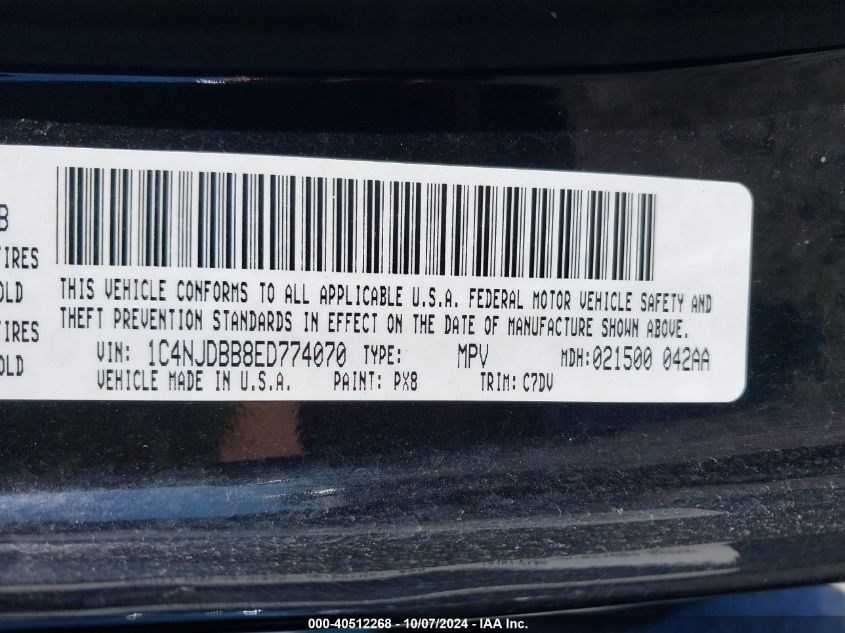 B
TIRES
OLD
TIRES
OLD
THIS VEHICLE CONFORMS TO ALL APPLICABLE U.S.A. FEDERAL MOTOR VEHICLE SAFETY AND
THEFT PREVENTION STANDARDS IN EFFECT ON THE DATE OF MANUFACTURE SHOWN ABOVE.
VIN: 1C4NJDBB8ED774070 TYPE: MPV MDH:021500 042AA
VEHICLE MADE IN U.S.A. PAINT: PX8 TRIM: C7DV
000-40512268 - 10/07/2024 - IAAI, Inc.